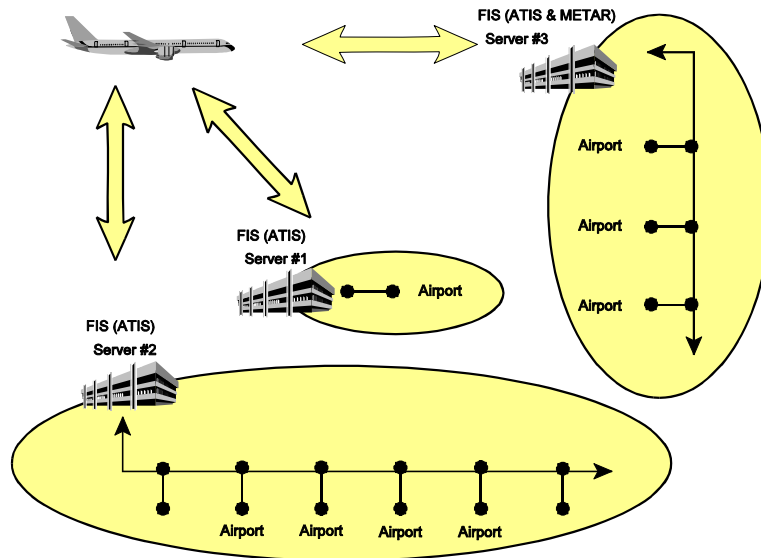 FIS (ATIS & METAR)
Server #3
Airport
Airport
Airport
FIS (ATIS)
Server #1
Airport
FIS (ATIS)
Server #2
Airport
Airport
Airport
Airport